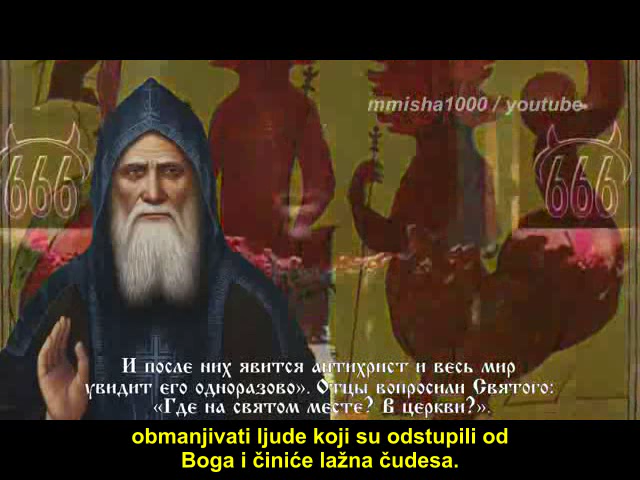 mmisha1000 / youtube
666
666
И после них явится антихрист и весь мир
увидит его одноразово». Отцы вопросили Святого:
«Где на святом месте? В церкви?».
obmanjivati ljude koji su odstupili od
Boga i činiće lažna čudesa.